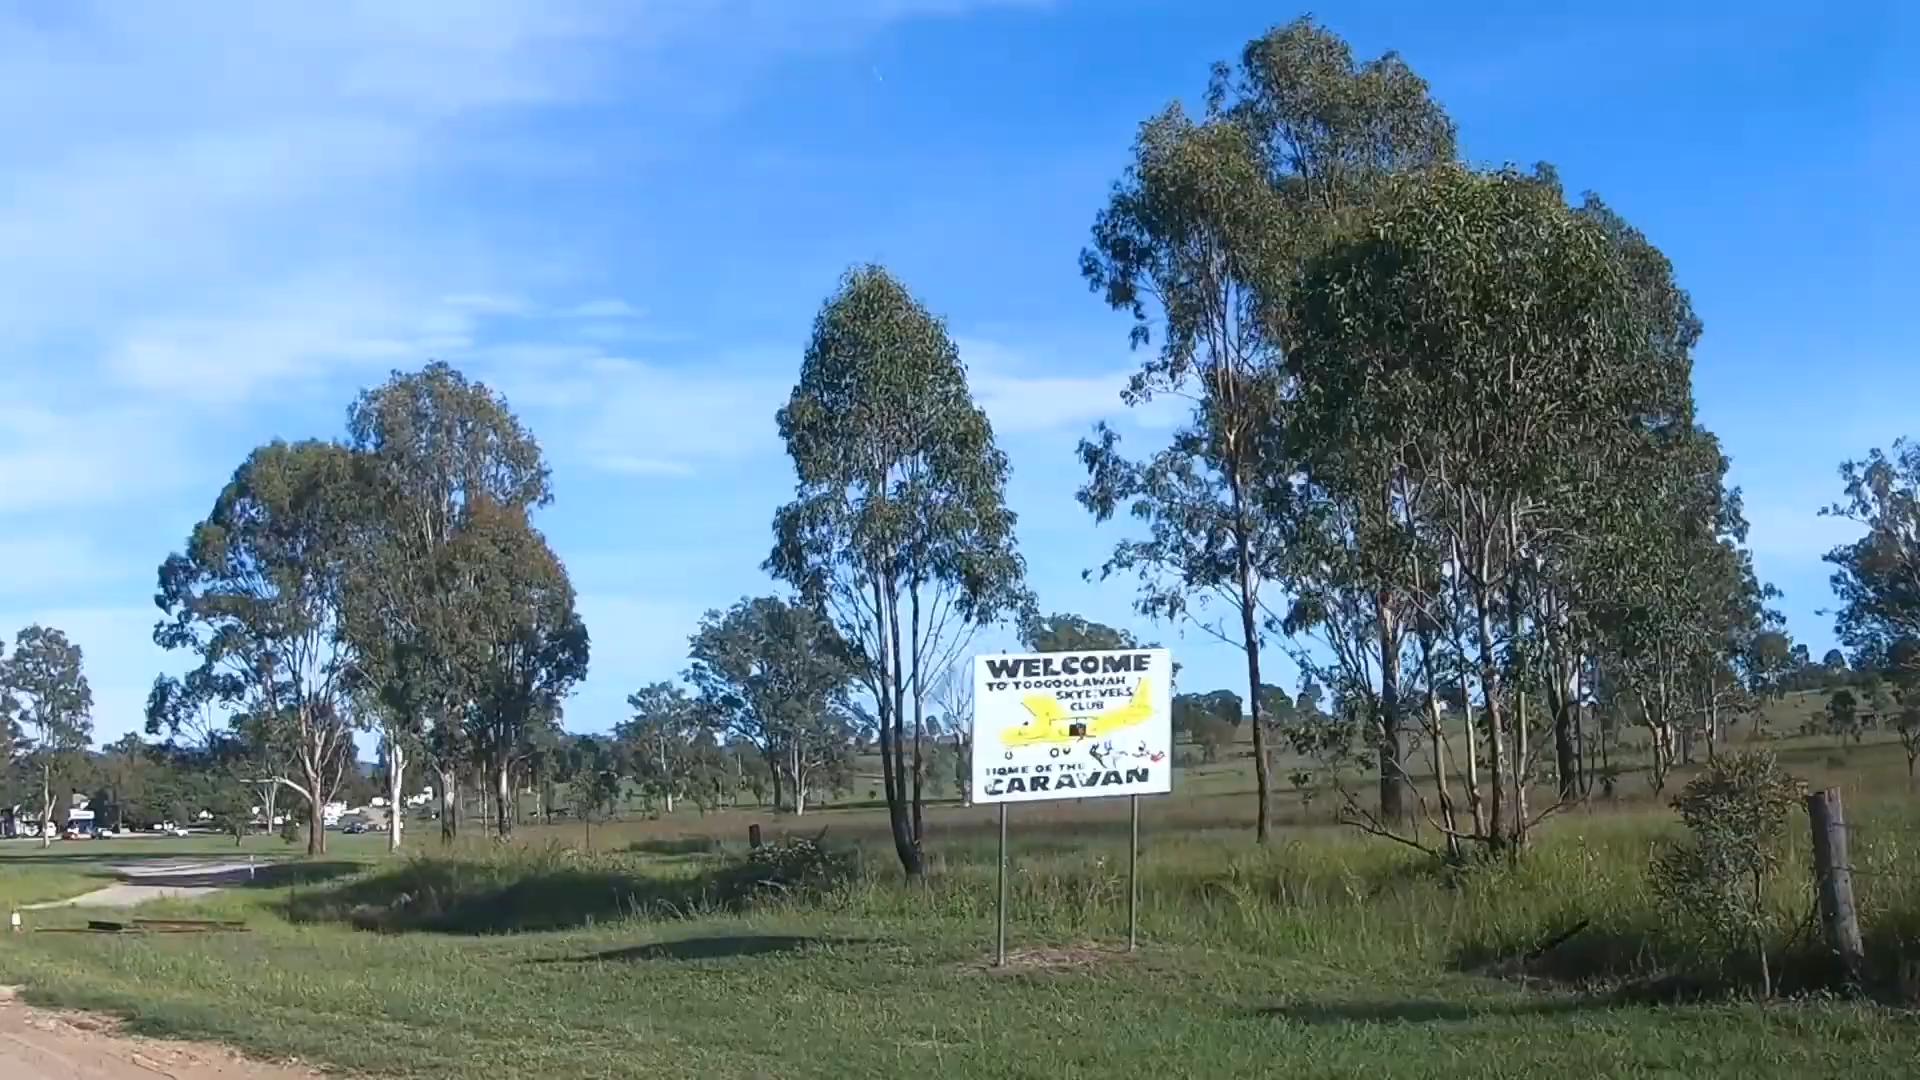 WELCOME
TO TOOGOOLAWAH
SKYDIVERS
CLUB
HOME OF THE
CARAVAN